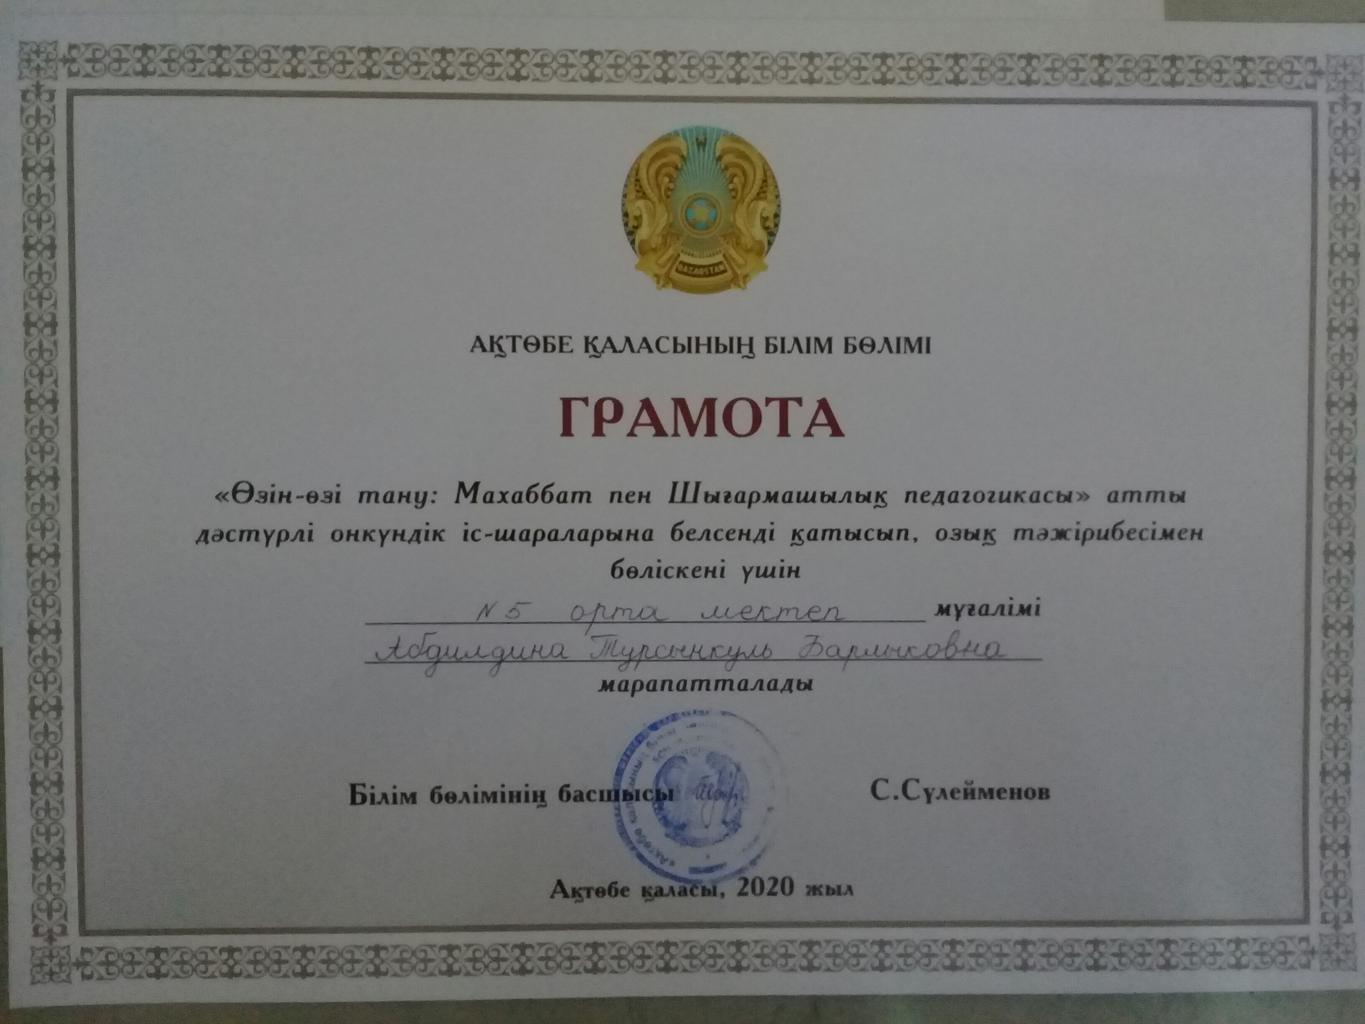 QAZAQSTAN
АҚТӨБЕ ҚАЛАСЫНЫҢ БІЛІМ БӨЛІМІ
ГРАМОТА
«Өзін-өзі тану: Махаббат пен Шығармашылық педагогикасы» атты
дәстүрлі онкүндік іс-шараларына белсенді қатысып, озық тәжірибесімен
бөліскені үшін
№5 орта мектеп мұғалімі
Абдилдина Турсынкуль Барлыковна
марапатталады
Білім бөлімінің басшысы С.Сүлейменов
Ақтөбе қаласы, 2020 жыл